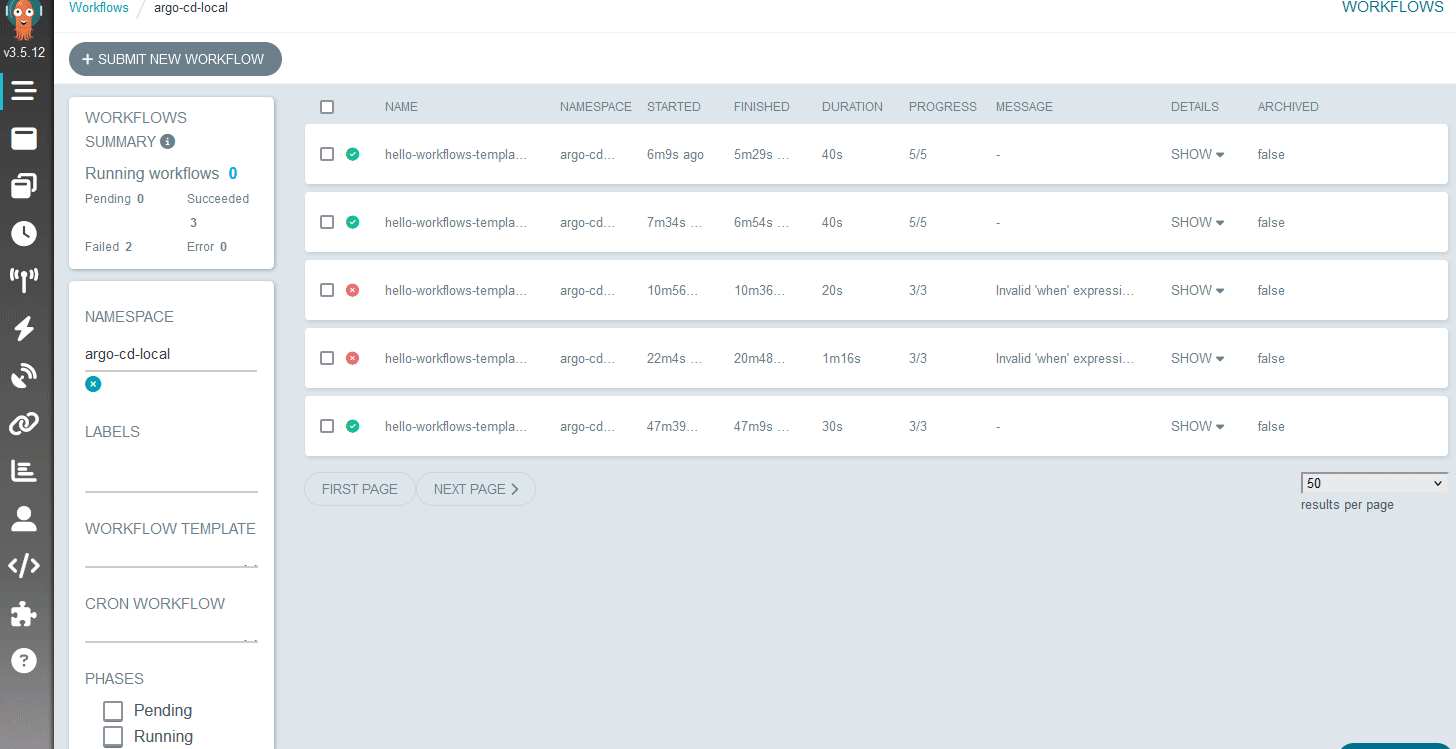 Workflows / argo-cd-local
WORKFLOWS
v3.5.12
+ SUBMIT NEW WORKFLOW
WORKFLOWS
SUMMARY
Running workflows 0
Pending 0 Succeeded
3
Failed 2 Error 0
NAMESPACE
argo-cd-local
LABELS
WORKFLOW TEMPLATE
CRON WORKFLOW
PHASES
Pending
Running
NAME NAMESPACE STARTED FINISHED DURATION PROGRESS MESSAGE DETAILS ARCHIVED
hello-workflows-templa... argo-cd... 6m9s ago 5m29s ... 40s 5/5 - SHOW false
hello-workflows-templa... argo-cd... 7m34s ... 6m54s ... 40s 5/5 - SHOW false
hello-workflows-templa... argo-cd... 10m56... 10m36... 20s 3/3 Invalid 'when' expressi... SHOW false
hello-workflows-templa... argo-cd... 22m4s ... 20m48... 1m16s 3/3 Invalid 'when' expressi... SHOW false
hello-workflows-templa... argo-cd... 47m39... 47m9s ... 30s 3/3 - SHOW false
FIRST PAGE NEXT PAGE
50
results per page